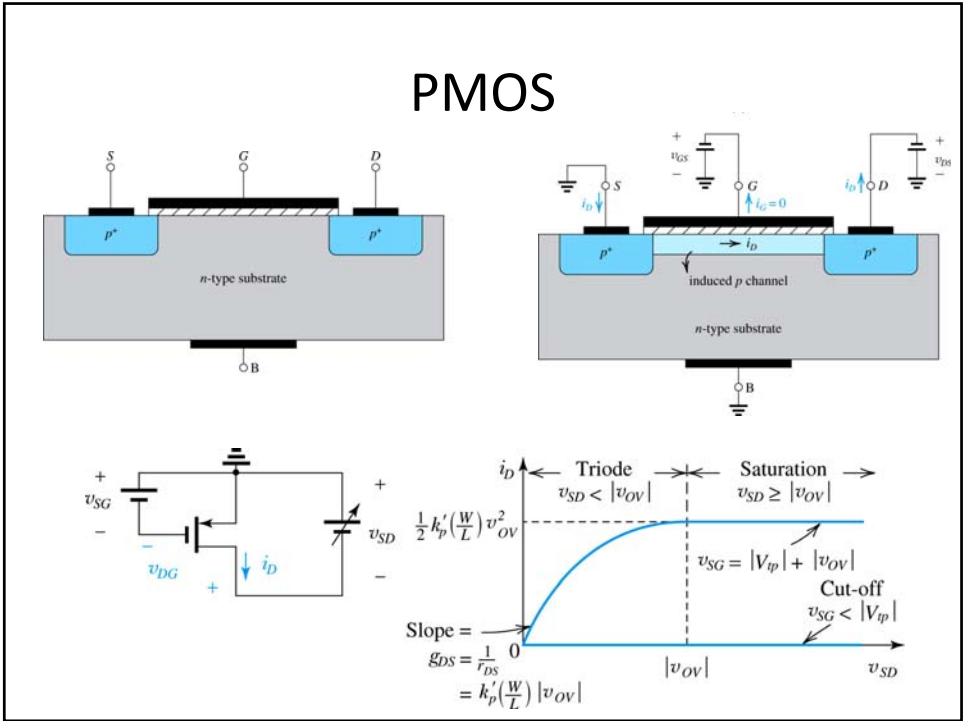 PMOS
S
G
D
p+
p+
n-type substrate
B
+
vGS
−
S
iD
G
iG = 0
iD
D
+
vDS
−
p+
iD
p+
induced p channel
n-type substrate
B
+
vSG
−
−
vDG
+
iD
+
vSD
−
iD
Triode
vSD < |vOV|
Saturation
vSD ≥ |vOV|
1/2 k′p(W/L)v²OV
vSG = |Vtp| + |vOV|
Cut-off
vSG < |Vtp|
Slope =
gDS = 1/rDS
= k′p(W/L)|vOV|
0
|vOV|
vSD